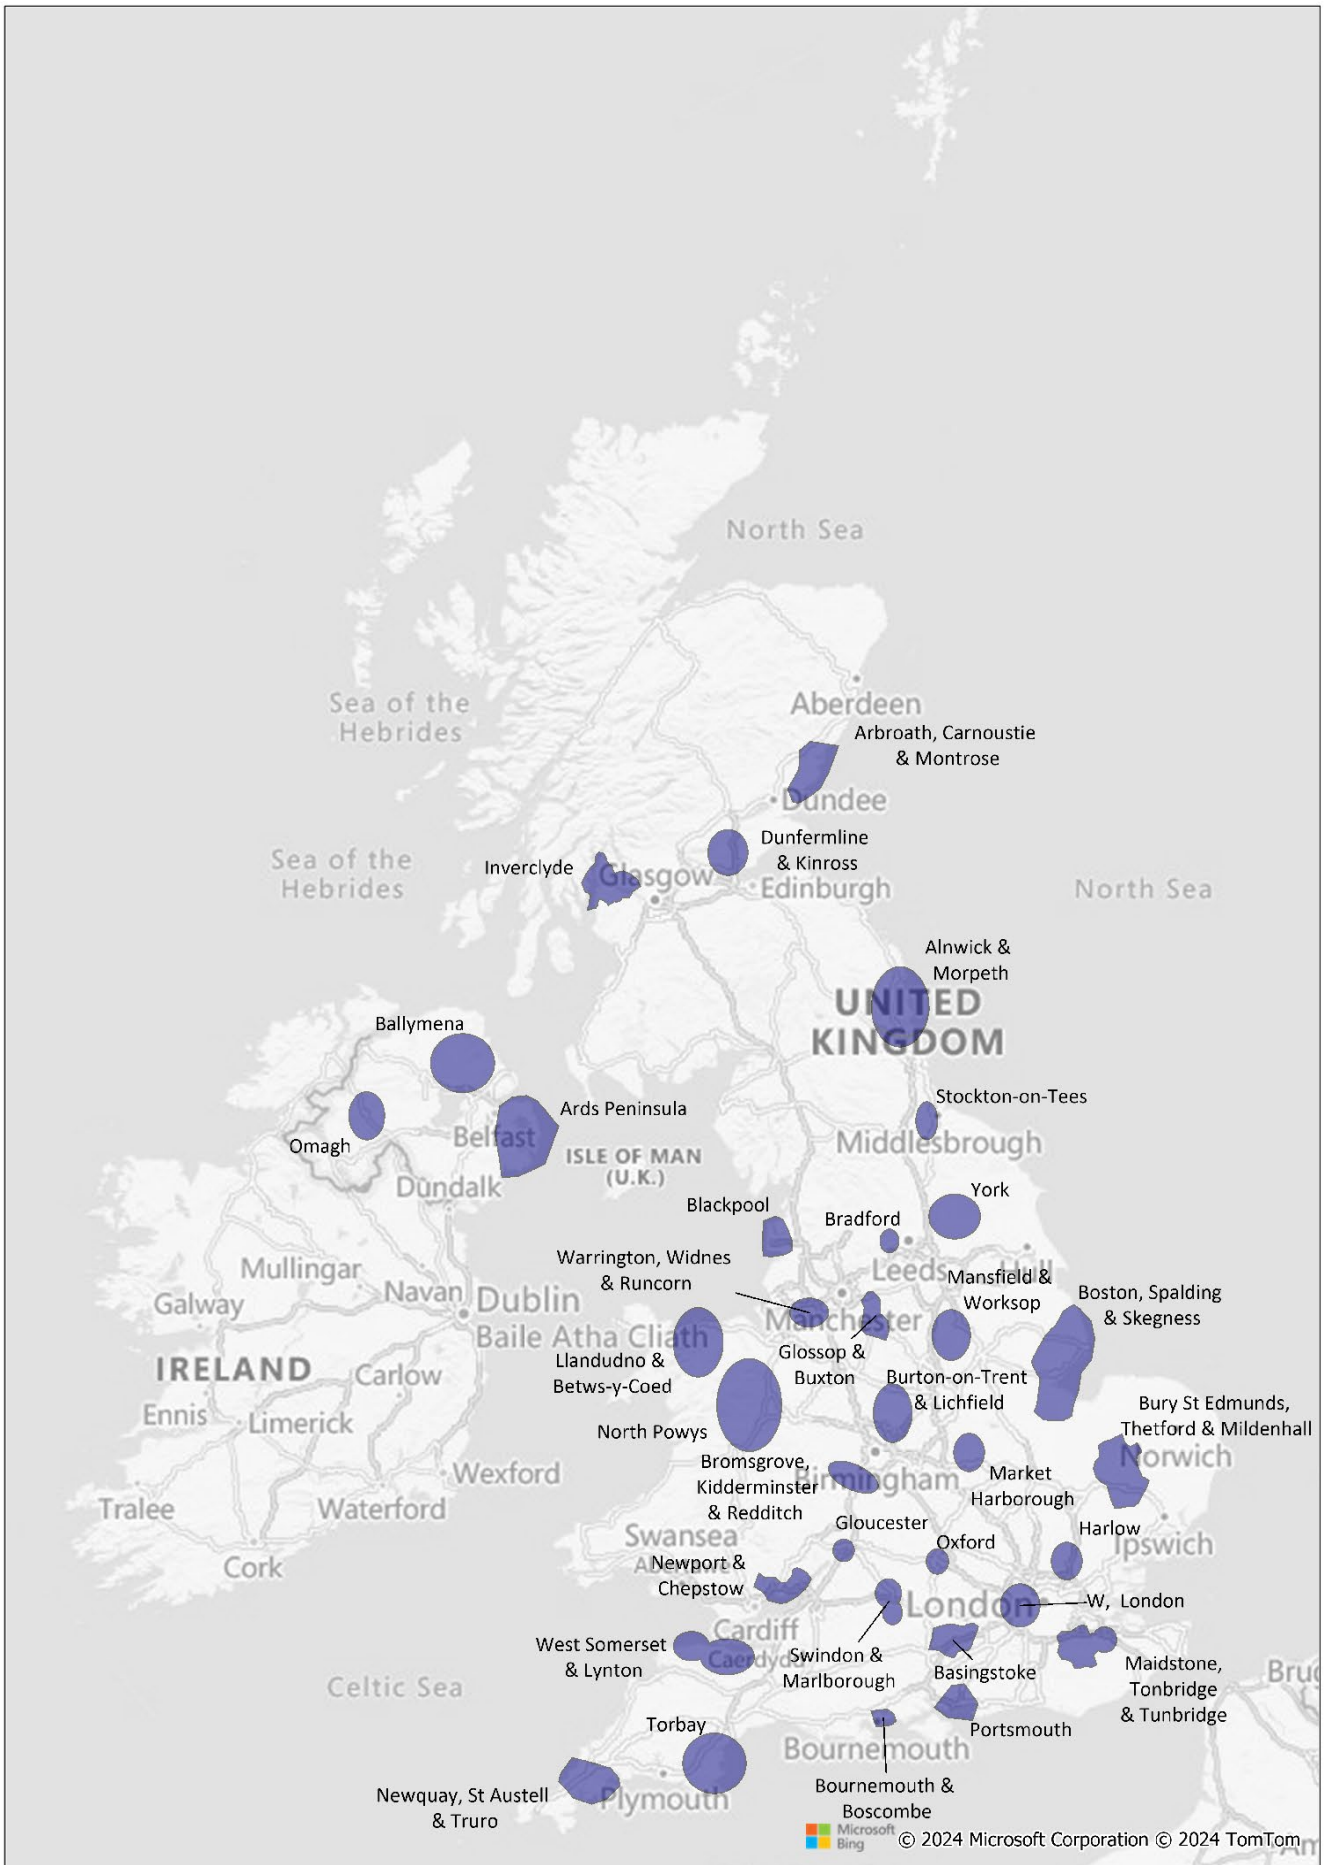 North Sea
Sea of the
Hebrides
Aberdeen
Arbroath, Carnoustie
& Montrose
Dundee
Dunfermline
& Kinross
Sea of the
Hebrides
Inverclyde
Glasgow
Edinburgh
North Sea
Alnwick &
Morpeth
UNITED
KINGDOM
Ballymena
Omagh
Ards Peninsula
Belfast
Stockton-on-Tees
Middlesbrough
ISLE OF MAN
(U.K.)
Dundalk
York
Blackpool
Bradford
Leeds
Hull
Warrington, Widnes
& Runcorn
Mullingar
Navan
Dublin
Baile Atha Cliath
Galway
Manchester
Mansfield &
Worksop
Boston, Spalding
& Skegness
Glossop &
Buxton
Llandudno &
Betws-y-Coed
IRELAND
Carlow
Burton-on-Trent
& Lichfield
Bury St Edmunds,
Thetford & Mildenhall
Ennis
Limerick
North Powys
Norwich
Bromsgrove,
Kidderminster
& Redditch
Birmingham
Market
Harborough
Wexford
Tralee
Waterford
Swansea
Gloucester
Oxford
Harlow
Ipswich
Cork
Newport &
Chepstow
London
W, London
Cardiff
Caerdydd
West Somerset
& Lynton
Swindon &
Marlborough
Basingstoke
Maidstone,
Tonbridge
& Tunbridge
Celtic Sea
Torbay
Portsmouth
Bournemouth
Newquay, St Austell
& Truro
Plymouth
Bournemouth &
Boscombe
Microsoft
Bing
© 2024 Microsoft Corporation © 2024 TomTom